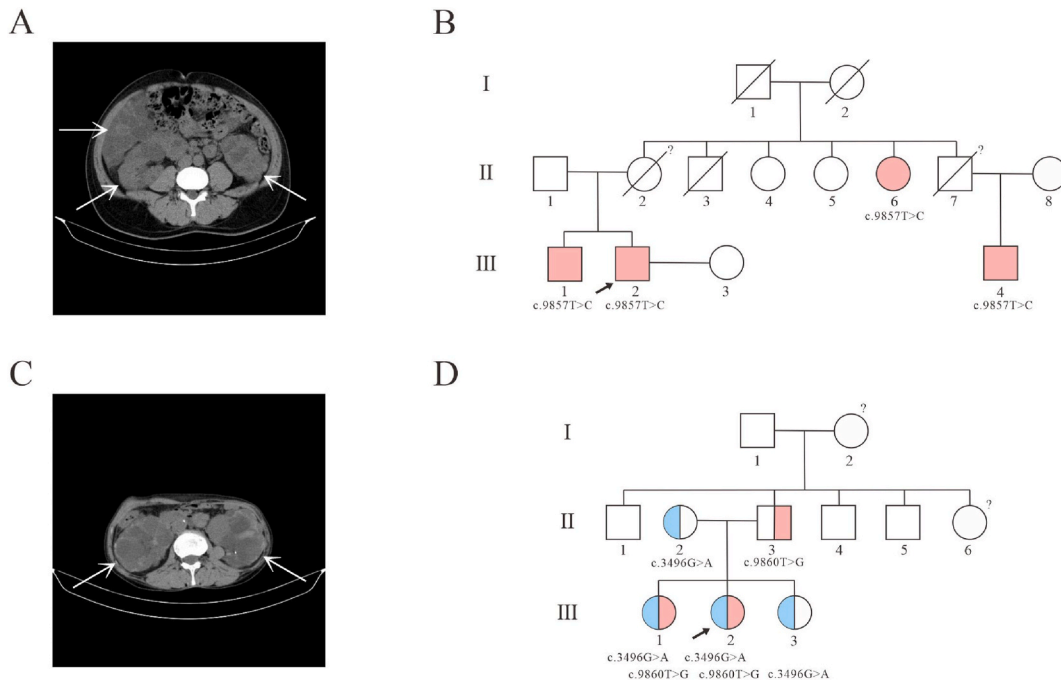 A
B
I
1 2
? ?
II
1 2 3 4 5 6 7 8
c.9857T>C
III
1 2 3 4
c.9857T>C c.9857T>C c.9857T>C
C
D
?
I
1 2
?
II
1 2 3 4 5 6
c.3496G>A c.9860T>G
III
1 2 3
c.3496G>A c.3496G>A
c.9860T>G c.9860T>G c.3496G>A